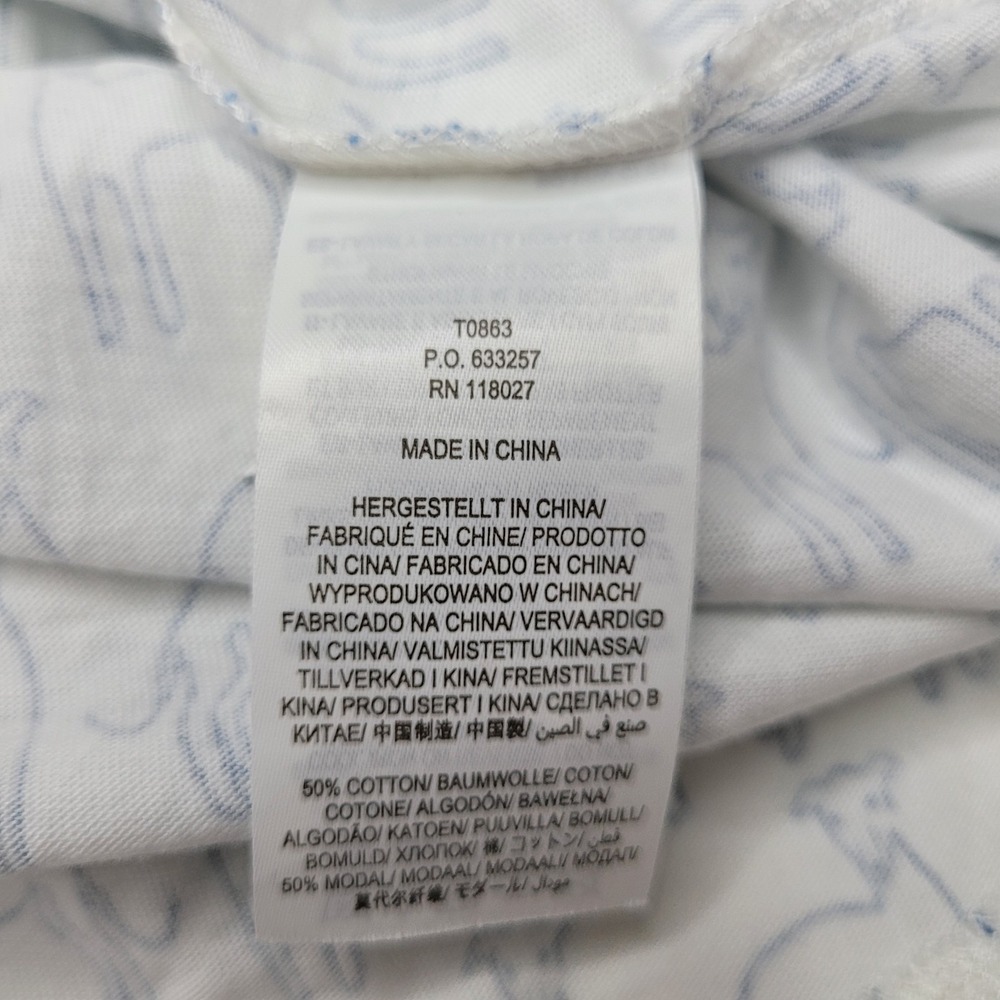 T0863
P.O. 633257
RN 118027
MADE IN CHINA
HERGESTELLT IN CHINA/
FABRIQUÉ EN CHINE/ PRODOTTO
IN CINA/ FABRICADO EN CHINA/
WYPRODUKOWANO W CHINACH/
FABRICADO NA CHINA/ VERVAARDIGD
IN CHINA/ VALMISTETTU KIINASSA/
TILLVERKAD I KINA/ FREMSTILLET I
KINA/ PRODUSERT I KINA/ СДЕЛАНО В
КИТАЕ/ 中国制造/ 中国製/ صنع في الصين
50% COTTON/ BAUMWOLLE/ COTON/
COTONE/ ALGODÓN/ BAWEŁNA/
ALGODÃO/ KATOEN/ PUUVILLA/ BOMULL/
BOMULD/ ХЛОПОК/ 棉/ コットン/ قطن
50% MODAL/ MODAAL/ MODAALI/ МОДАЛ/
莫代尔纤维/ モダール/ مودال